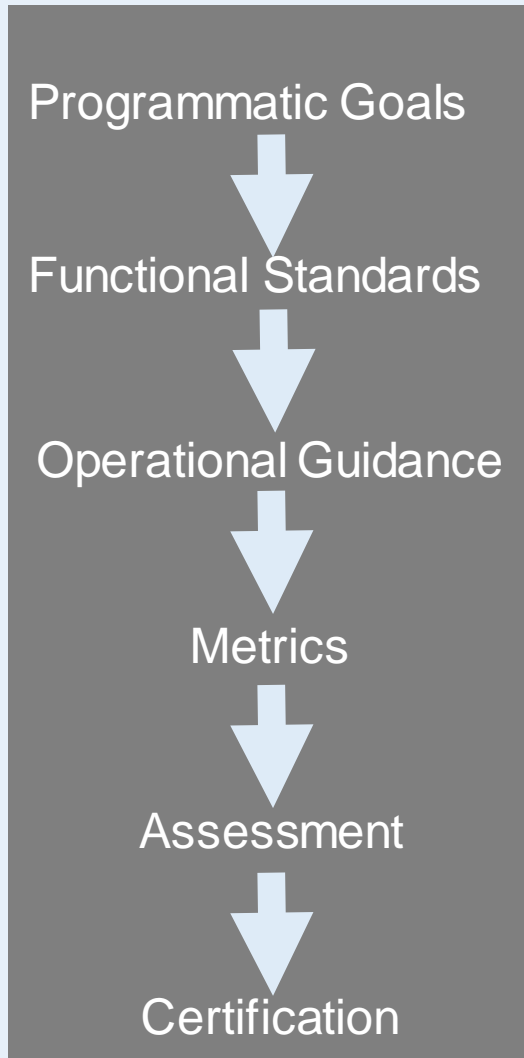 Programmatic Goals
Functional Standards
Operational Guidance
Metrics
Assessment
Certification